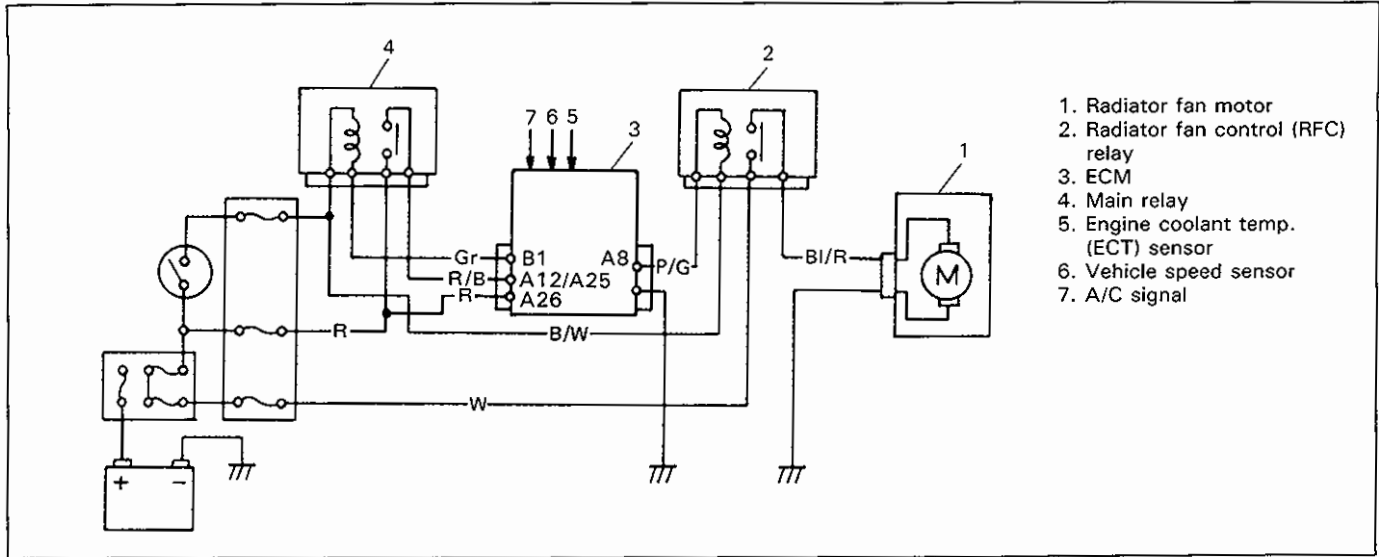 4
2
7 6 5
3
1
Gr
R/B
R
B1
A12/A25
A26
A8
P/G
Bl/R
M
R
B/W
W
+ −
1. Radiator fan motor
2. Radiator fan control (RFC)
relay
3. ECM
4. Main relay
5. Engine coolant temp.
(ECT) sensor
6. Vehicle speed sensor
7. A/C signal